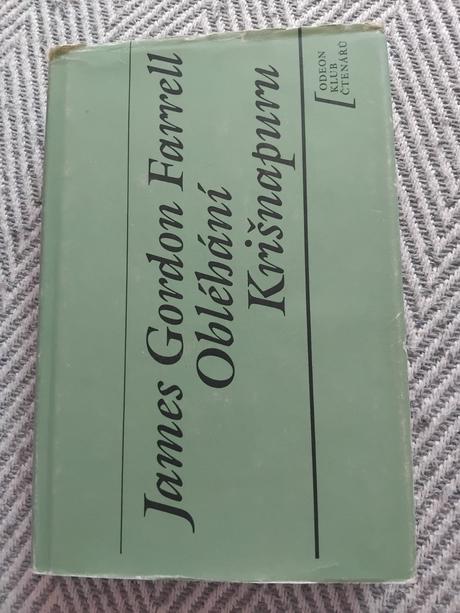 James Gordon Farrell
Obléhání
Krišnapuru
ODEON
KLUB
ČTENÁŘŮ